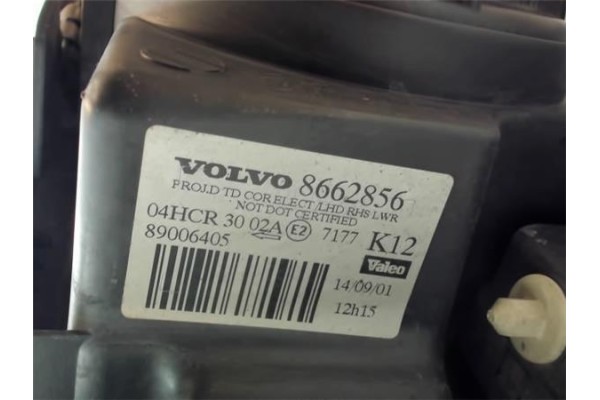 VOLVO 8662856
PROJ.D TD COR ELECT /LHD RHS LWR
NOT DOT CERTIFIED
04HCR 30 02A E2 7177 K12
89006405
Valeo
14/09/01
12h15